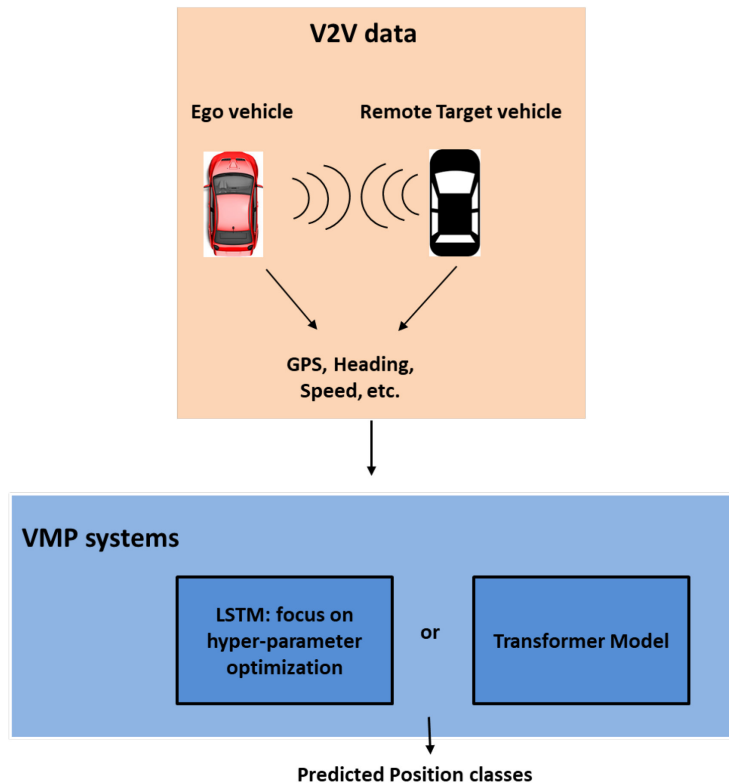 V2V data
Ego vehicle
Remote Target vehicle
GPS, Heading,
Speed, etc.
VMP systems
LSTM: focus on
hyper-parameter
optimization
or
Transformer Model
Predicted Position classes